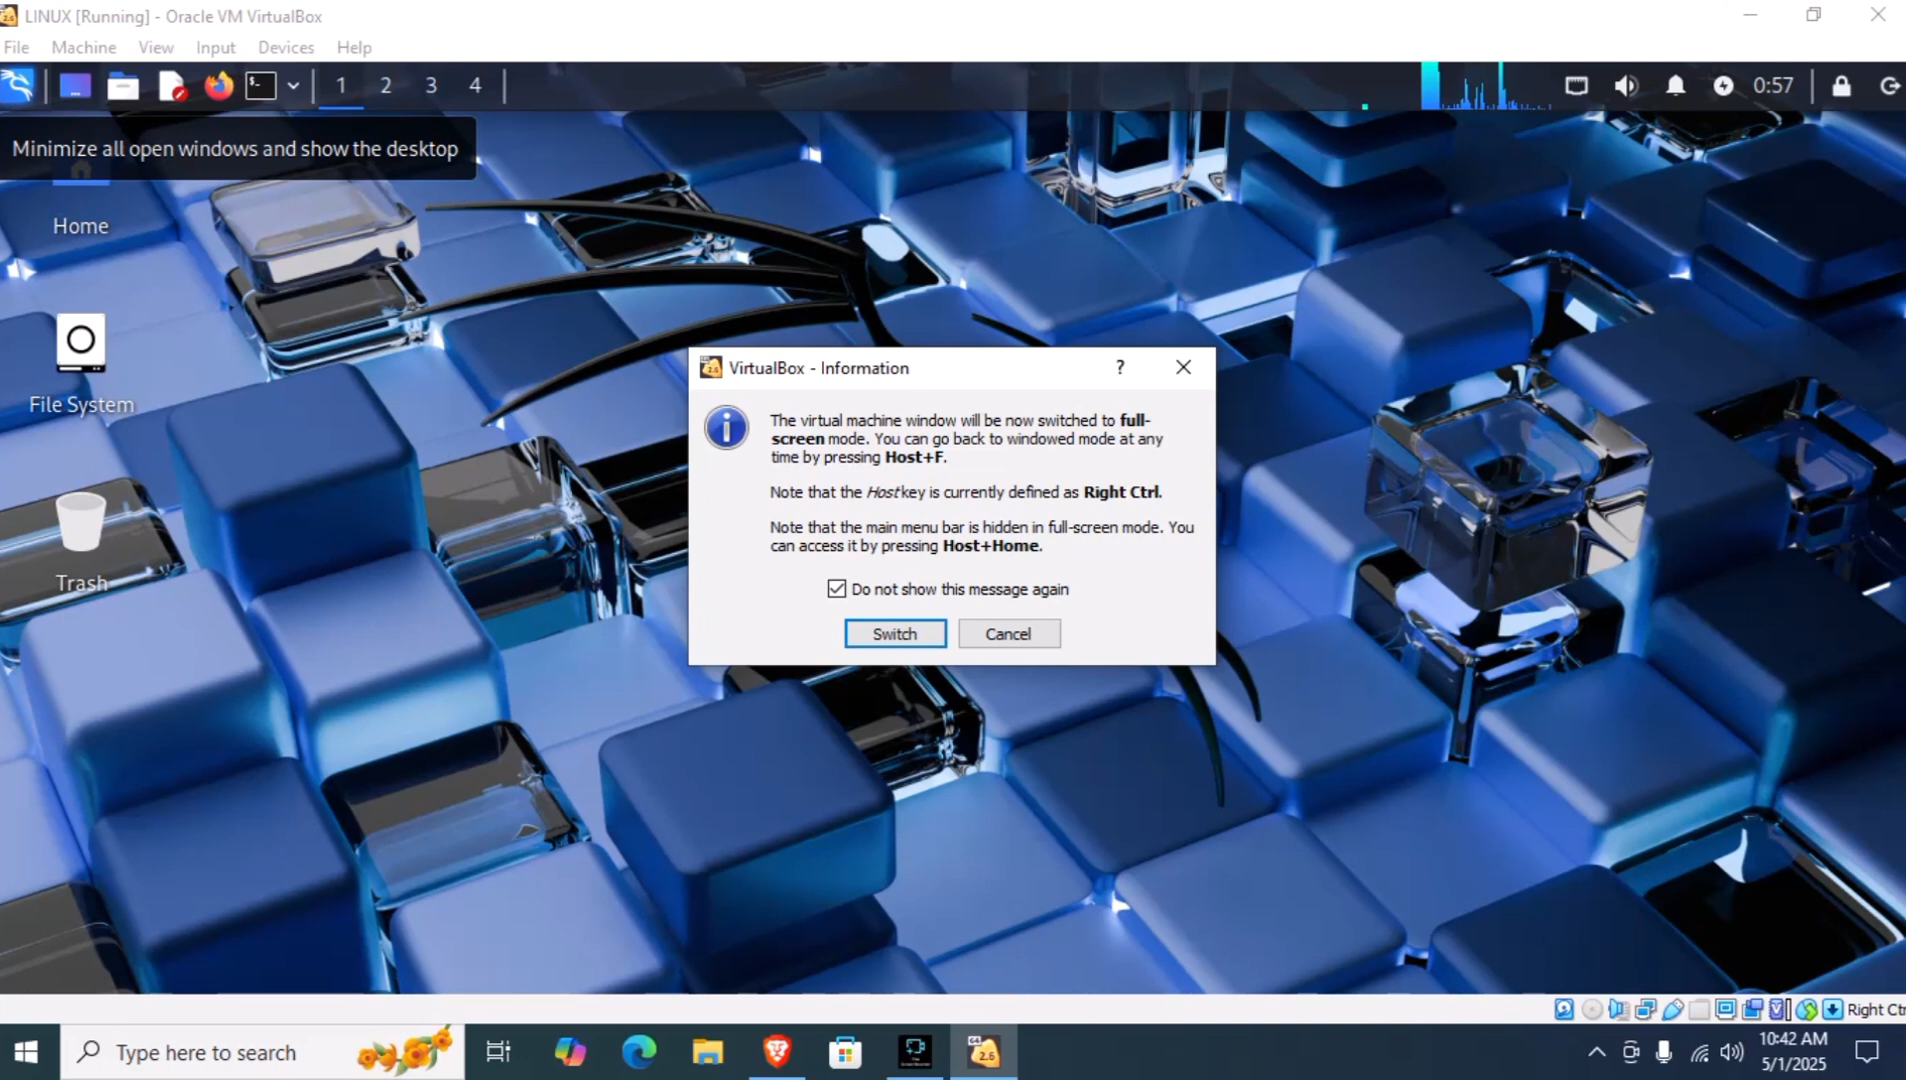 LINUX [Running] - Oracle VM VirtualBox
File Machine View Input Devices Help
1 2 3 4 0:57
Minimize all open windows and show the desktop
Home
File System
Trash
VirtualBox - Information
The virtual machine window will be now switched to full-
screen mode. You can go back to windowed mode at any
time by pressing Host+F.
Note that the Host key is currently defined as Right Ctrl.
Note that the main menu bar is hidden in full-screen mode. You
can access it by pressing Host+Home.
Do not show this message again
Switch Cancel
Right Ctr
Type here to search
10:42 AM
5/1/2025